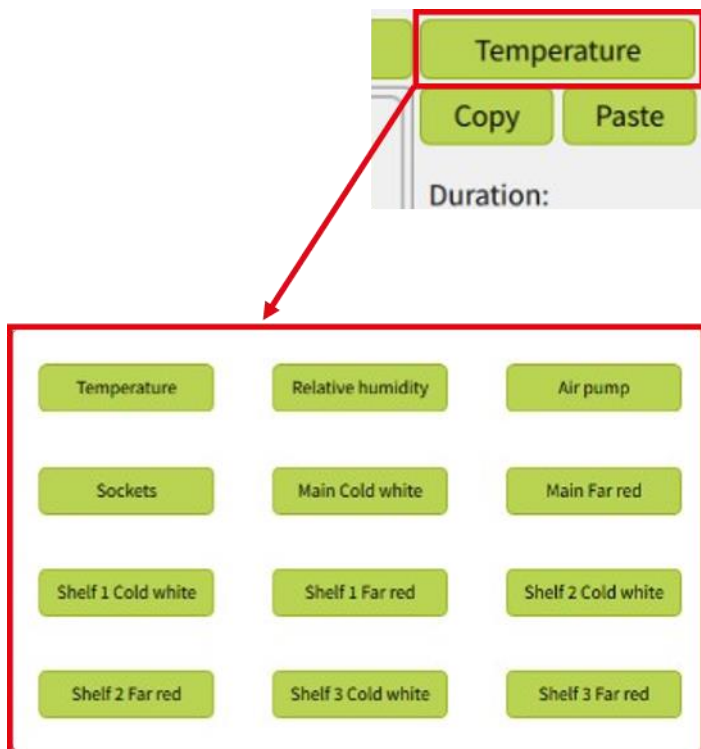 Temperature
Copy Paste
Duration:
Temperature Relative humidity Air pump
Sockets Main Cold white Main Far red
Shelf 1 Cold white Shelf 1 Far red Shelf 2 Cold white
Shelf 2 Far red Shelf 3 Cold white Shelf 3 Far red